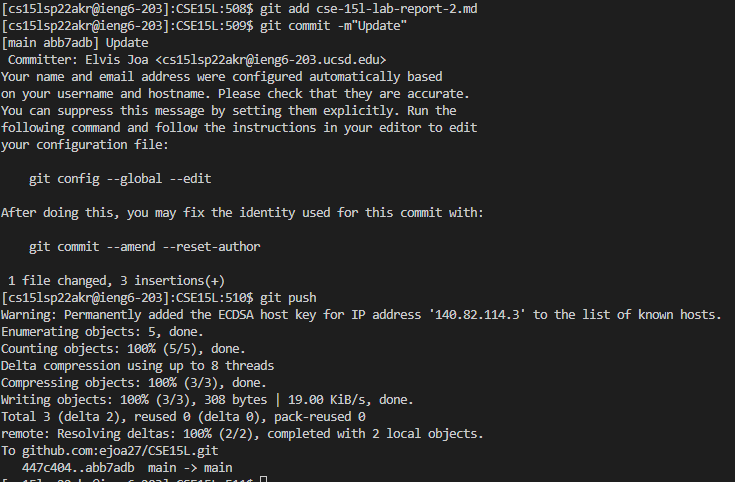 [cs15lsp22akr@ieng6-203]:CSE15L:508$ git add cse-15l-lab-report-2.md
[cs15lsp22akr@ieng6-203]:CSE15L:509$ git commit -m"Update"
[main abb7adb] Update
 Committer: Elvis Joa <cs15lsp22akr@ieng6-203.ucsd.edu>
Your name and email address were configured automatically based
on your username and hostname. Please check that they are accurate.
You can suppress this message by setting them explicitly. Run the
following command and follow the instructions in your editor to edit
your configuration file:

    git config --global --edit

After doing this, you may fix the identity used for this commit with:

    git commit --amend --reset-author

 1 file changed, 3 insertions(+)
[cs15lsp22akr@ieng6-203]:CSE15L:510$ git push
Warning: Permanently added the ECDSA host key for IP address '140.82.114.3' to the list of known hosts.
Enumerating objects: 5, done.
Counting objects: 100% (5/5), done.
Delta compression using up to 8 threads
Compressing objects: 100% (3/3), done.
Writing objects: 100% (3/3), 308 bytes | 19.00 KiB/s, done.
Total 3 (delta 2), reused 0 (delta 0), pack-reused 0
remote: Resolving deltas: 100% (2/2), completed with 2 local objects.
To github.com:ejoa27/CSE15L.git
   447c404..abb7adb  main -> main